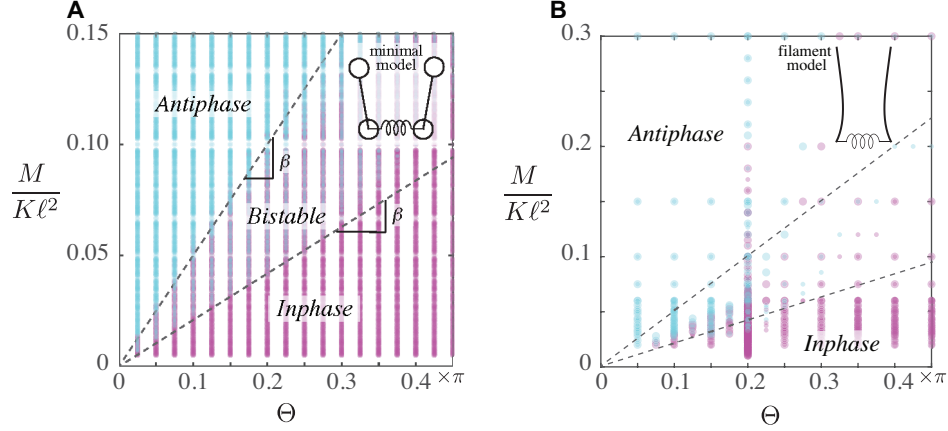 A
0.15
0.10
0.05
0
M
Kℓ²
Antiphase
Bistable
Inphase
β
β
minimal
model
0
0.1
0.2
0.3
0.4
×π
Θ
B
0.3
0.2
0.1
0
M
Kℓ²
Antiphase
Inphase
filament
model
0
0.1
0.2
0.3
0.4
×π
Θ